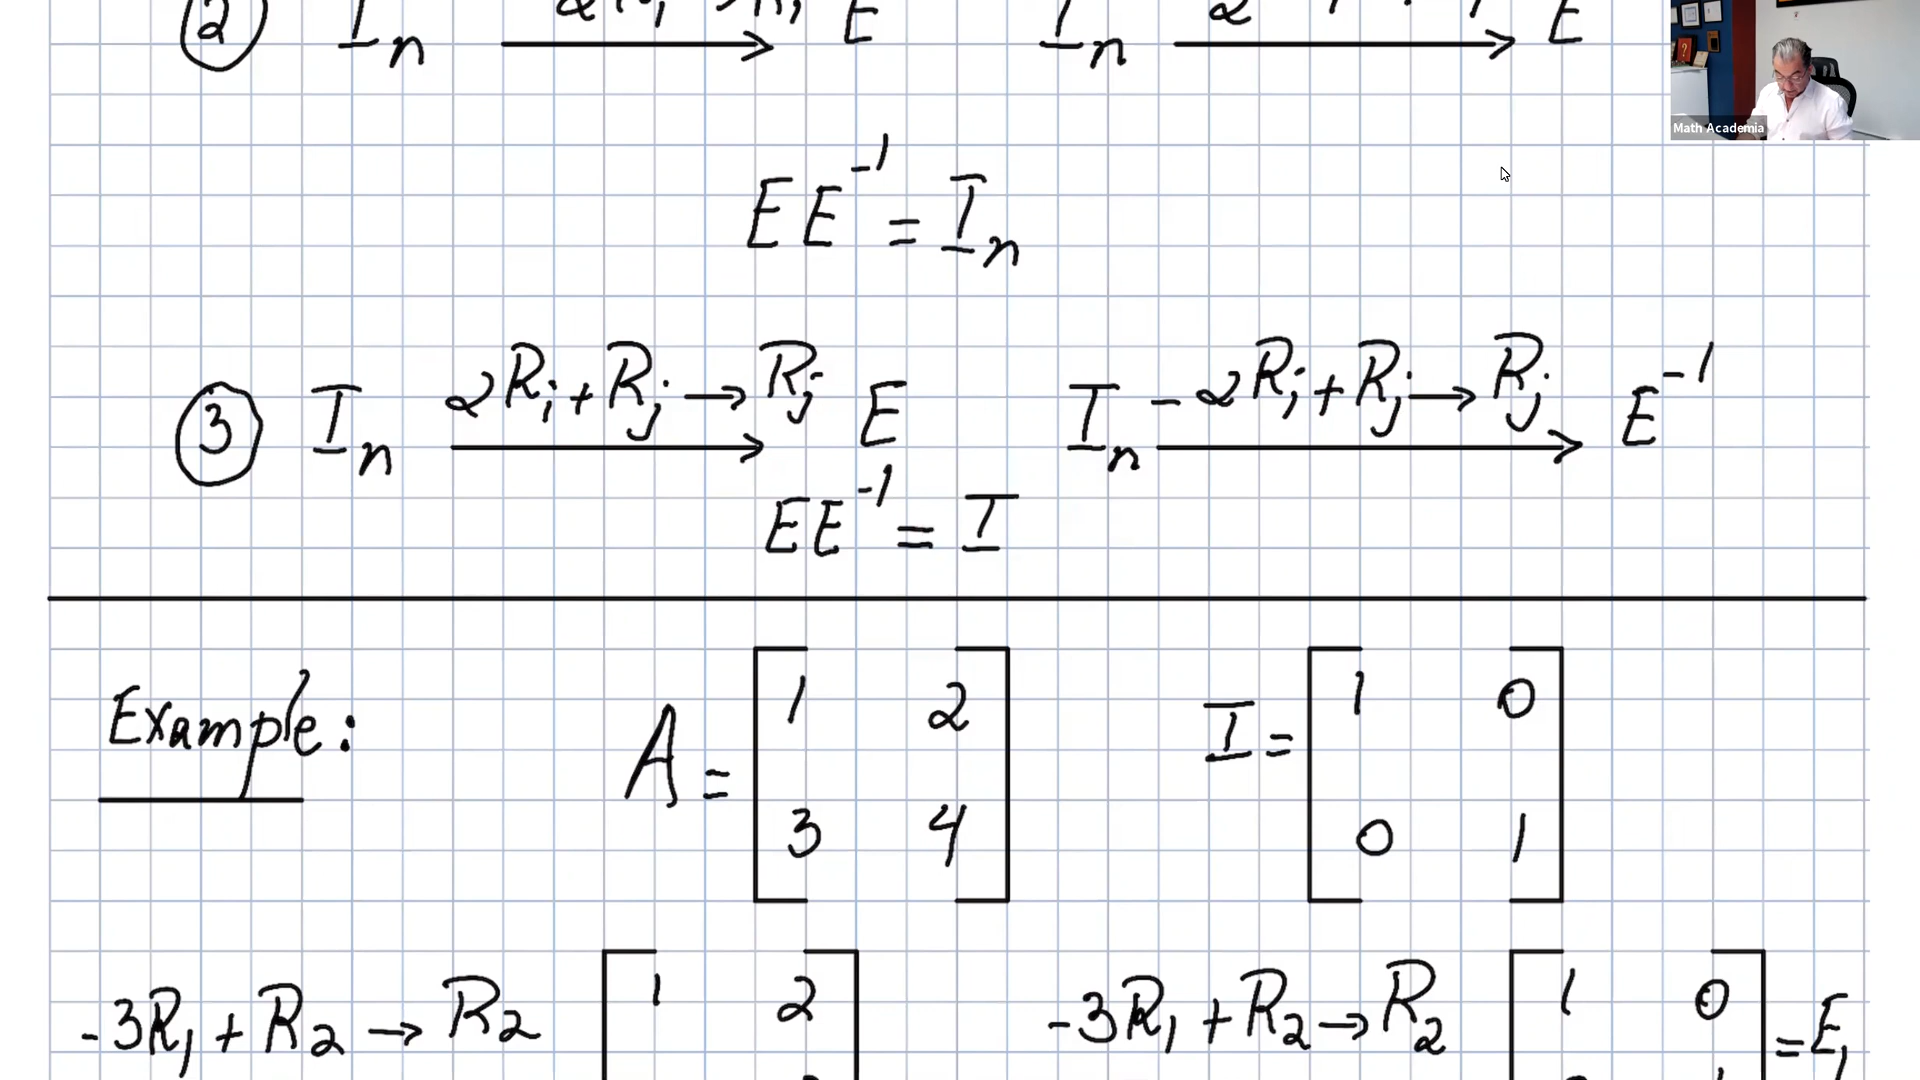 ② Iₙ → E Iₙ → E
Math Academia
EE⁻¹ = Iₙ
③ Iₙ 2Rᵢ + Rⱼ → Rⱼ E Iₙ -2Rᵢ + Rⱼ → Rⱼ E⁻¹
EE⁻¹ = I
Example: A = [1 2
3 4] I = [1 0
0 1]
-3R₁ + R₂ → R₂ [1 2 -3R₁ + R₂ → R₂ [1 0] = E₁